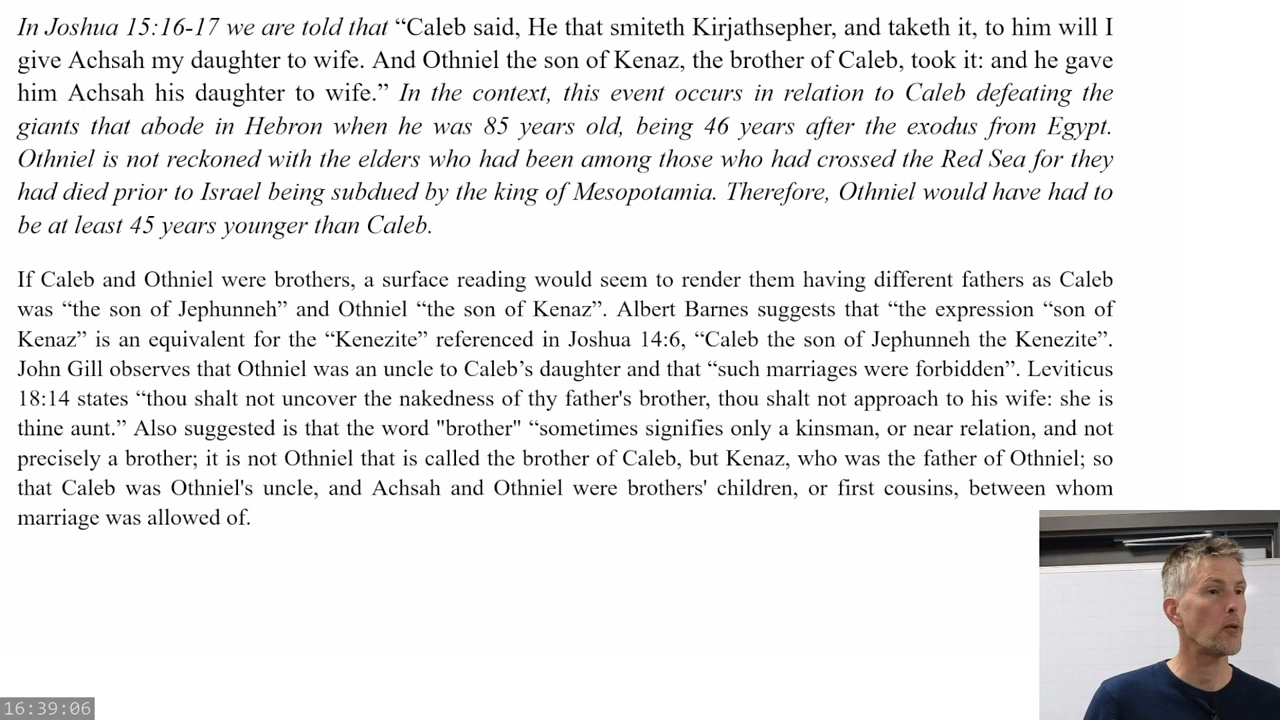 In Joshua 15:16-17 we are told that “Caleb said, He that smiteth Kirjathsepher, and taketh it, to him will I
give Achsah my daughter to wife. And Othniel the son of Kenaz, the brother of Caleb, took it: and he gave
him Achsah his daughter to wife.” In the context, this event occurs in relation to Caleb defeating the
giants that abode in Hebron when he was 85 years old, being 46 years after the exodus from Egypt.
Othniel is not reckoned with the elders who had been among those who had crossed the Red Sea for they
had died prior to Israel being subdued by the king of Mesopotamia. Therefore, Othniel would have had to
be at least 45 years younger than Caleb.
If Caleb and Othniel were brothers, a surface reading would seem to render them having different fathers as Caleb
was “the son of Jephunneh” and Othniel “the son of Kenaz”. Albert Barnes suggests that “the expression “son of
Kenaz” is an equivalent for the “Kenezite” referenced in Joshua 14:6, “Caleb the son of Jephunneh the Kenezite”.
John Gill observes that Othniel was an uncle to Caleb’s daughter and that “such marriages were forbidden”. Leviticus
18:14 states “thou shalt not uncover the nakedness of thy father's brother, thou shalt not approach to his wife: she is
thine aunt.” Also suggested is that the word "brother" “sometimes signifies only a kinsman, or near relation, and not
precisely a brother; it is not Othniel that is called the brother of Caleb, but Kenaz, who was the father of Othniel; so
that Caleb was Othniel's uncle, and Achsah and Othniel were brothers' children, or first cousins, between whom
marriage was allowed of.
16:39:06